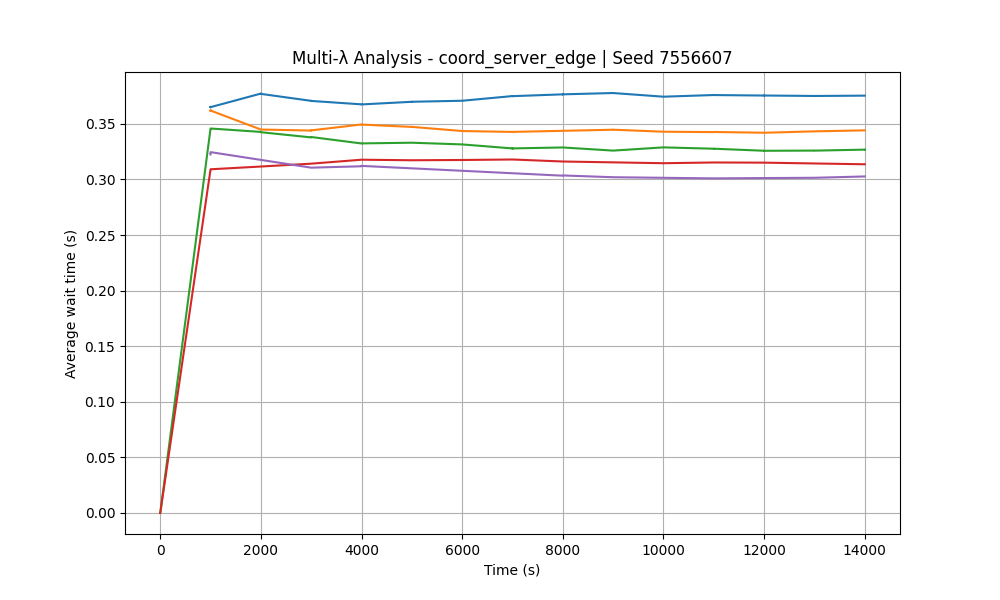 Multi-λ Analysis - coord_server_edge | Seed 7556607
Average wait time (s)
0.35
0.30
0.25
0.20
0.15
0.10
0.05
0.00
0 2000 4000 6000 8000 10000 12000 14000
Time (s)